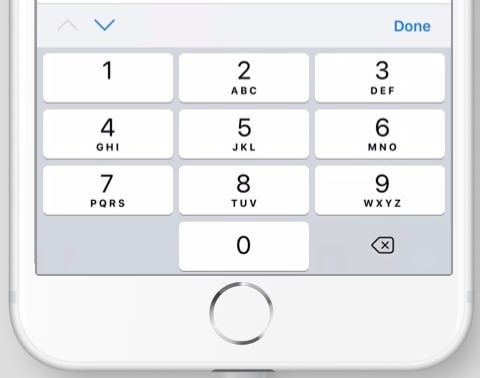 Done
1 2 3
ABC DEF
4 5 6
GHI JKL MNO
7 8 9
PQRS TUV WXYZ
0